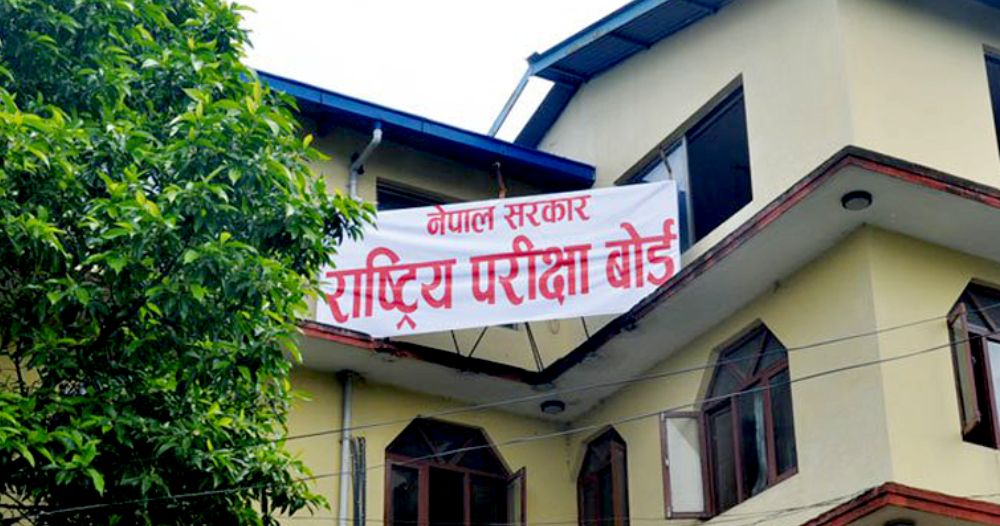 नेपाल सरकार
राष्ट्रिय परीक्षा बोर्ड